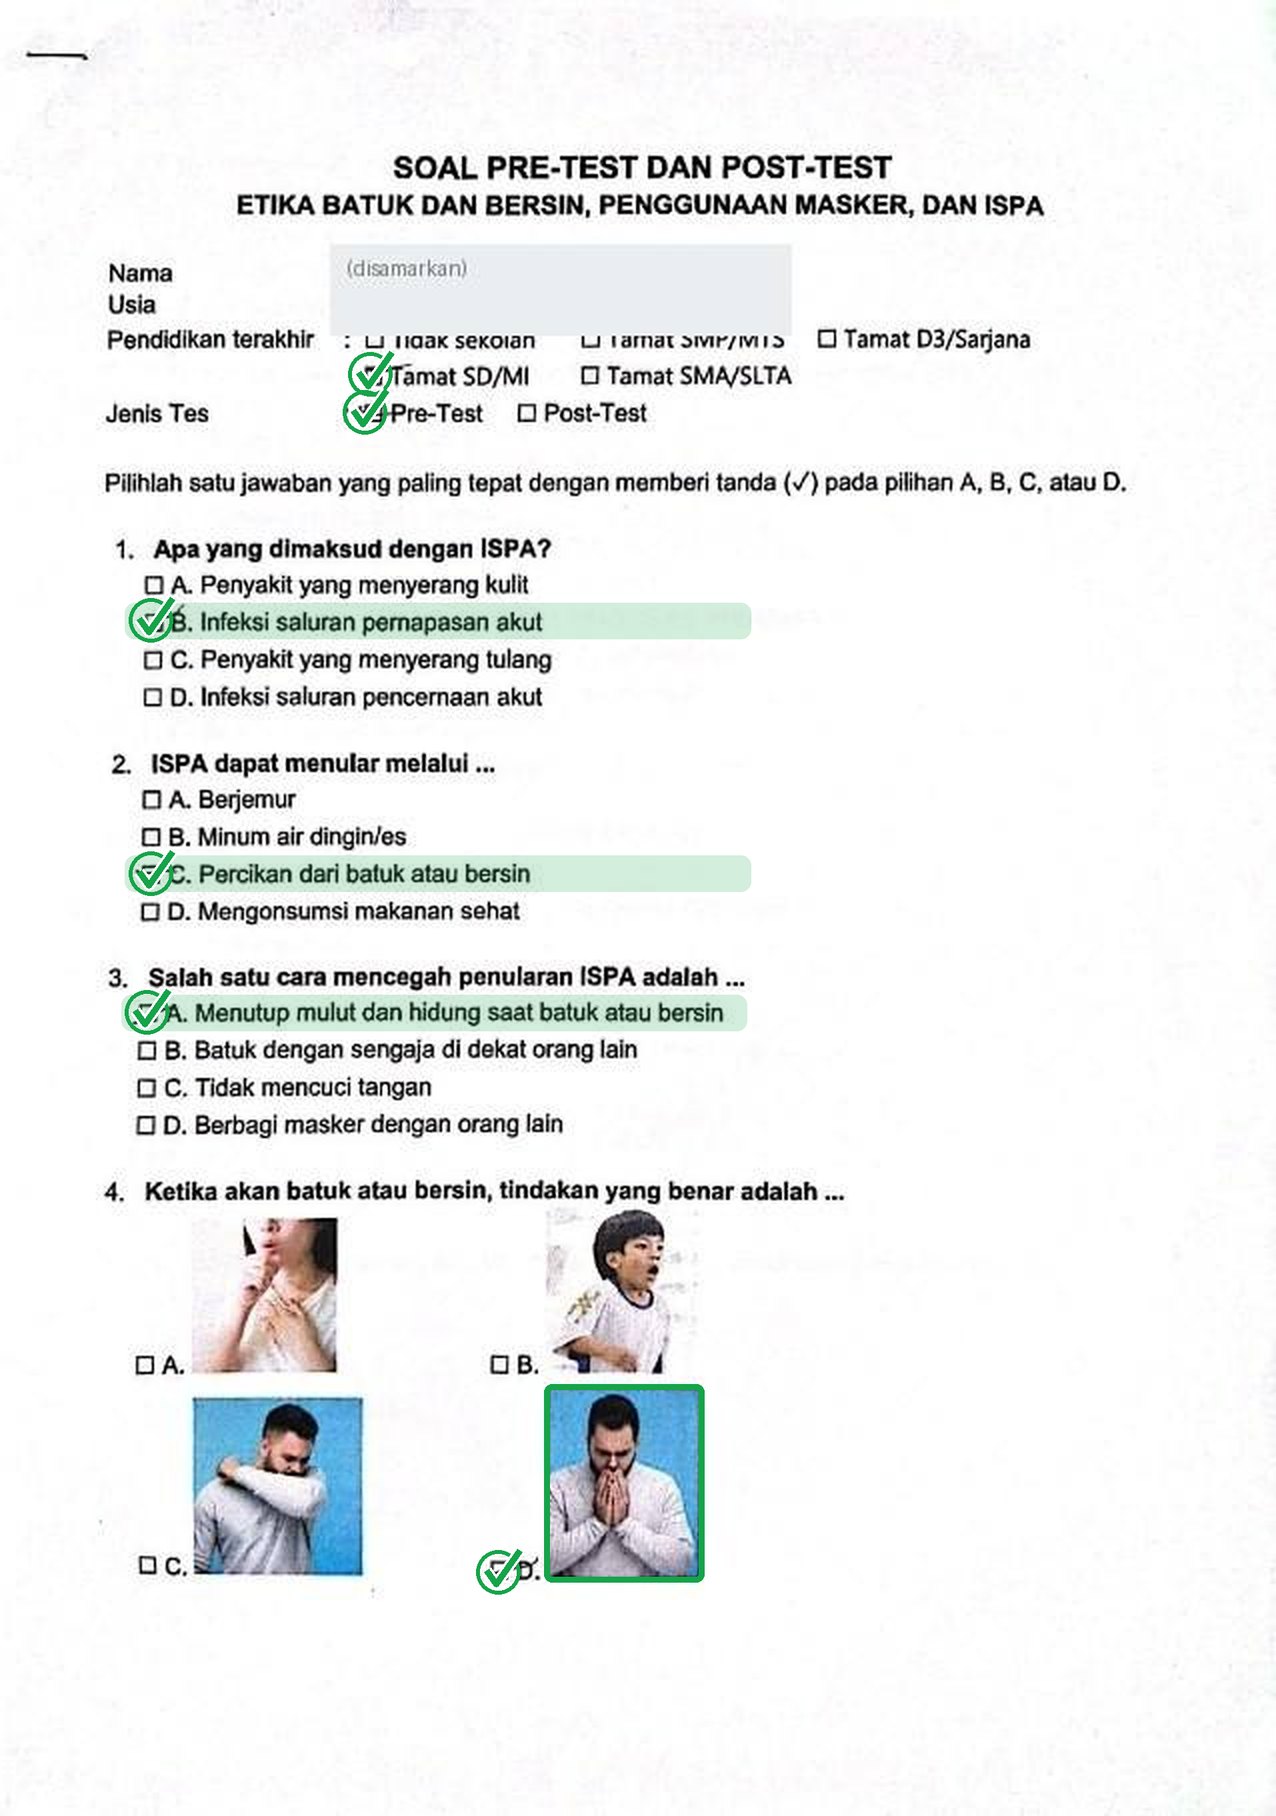 SOAL PRE-TEST DAN POST-TEST
ETIKA BATUK DAN BERSIN, PENGGUNAAN MASKER, DAN ISPA
Nama (disamarkan)
Usia
Pendidikan terakhir : ☐ Tidak sekolah ☐ Tamat SMP/MTS ☐ Tamat D3/Sarjana
☑ Tamat SD/MI ☐ Tamat SMA/SLTA
Jenis Tes : ☑ Pre-Test ☐ Post-Test
Pilihlah satu jawaban yang paling tepat dengan memberi tanda (✓) pada pilihan A, B, C, atau D.
1. Apa yang dimaksud dengan ISPA?
☐ A. Penyakit yang menyerang kulit
☑ B. Infeksi saluran pernapasan akut
☐ C. Penyakit yang menyerang tulang
☐ D. Infeksi saluran pencernaan akut
2. ISPA dapat menular melalui ...
☐ A. Berjemur
☐ B. Minum air dingin/es
☑ C. Percikan dari batuk atau bersin
☐ D. Mengonsumsi makanan sehat
3. Salah satu cara mencegah penularan ISPA adalah ...
☑ A. Menutup mulut dan hidung saat batuk atau bersin
☐ B. Batuk dengan sengaja di dekat orang lain
☐ C. Tidak mencuci tangan
☐ D. Berbagi masker dengan orang lain
4. Ketika akan batuk atau bersin, tindakan yang benar adalah ...
☐ A. ☐ B.
☐ C. ☑ D.